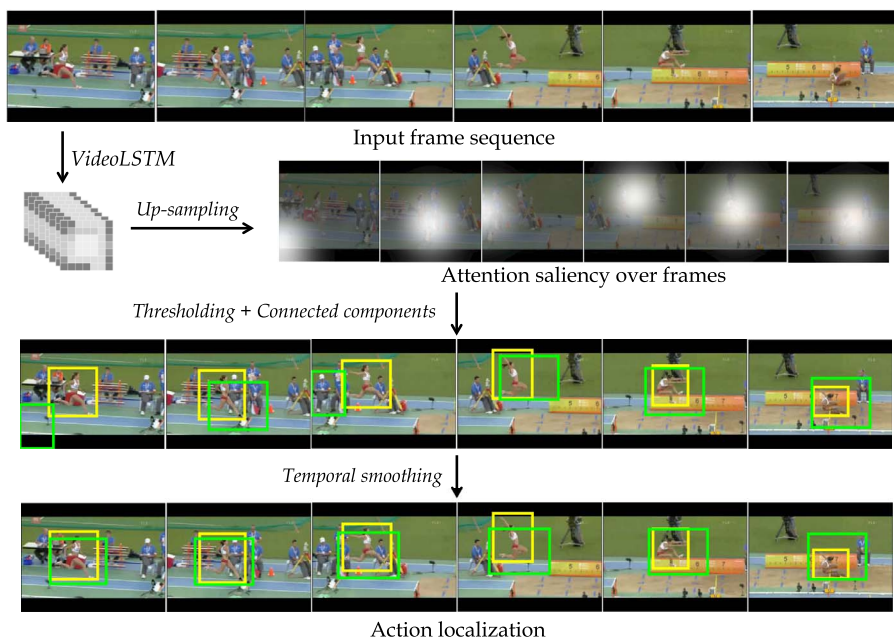 Input frame sequence
VideoLSTM
Up-sampling
Attention saliency over frames
Thresholding + Connected components
Temporal smoothing
Action localization